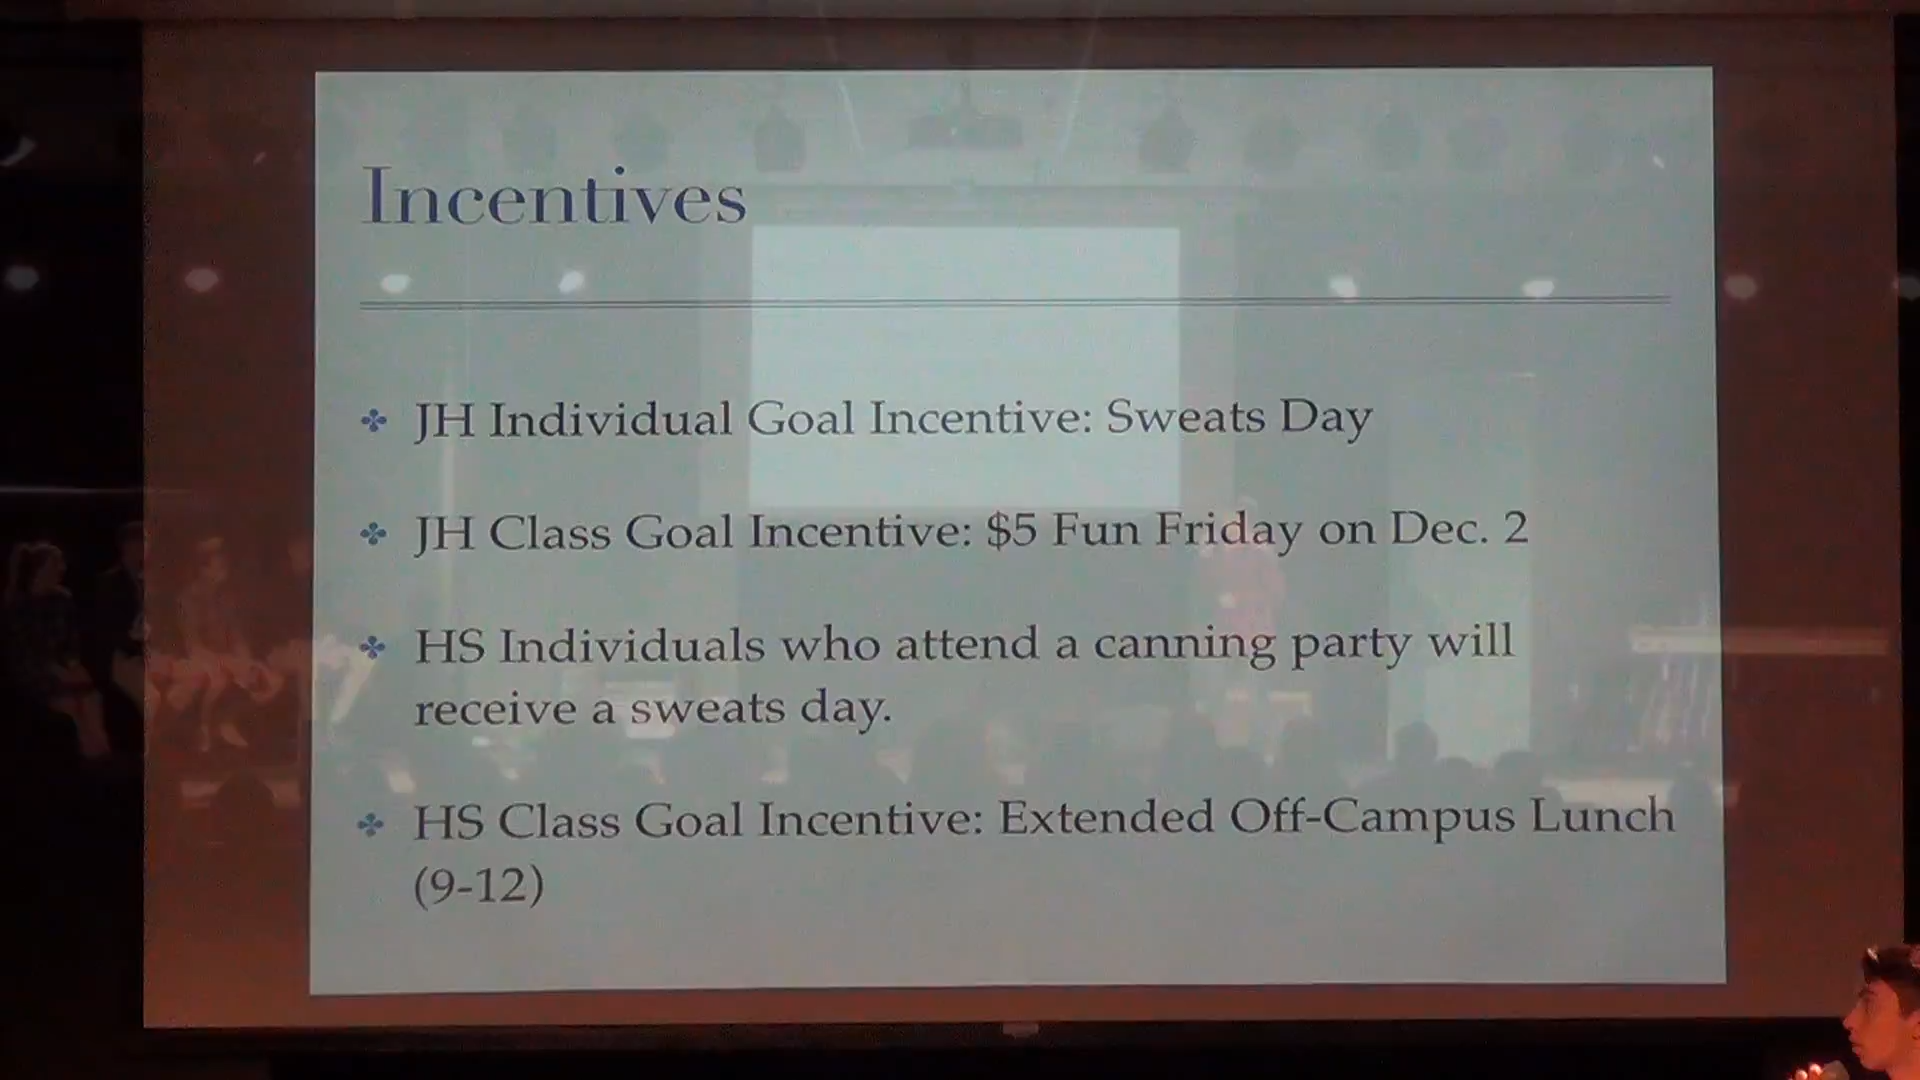 Incentives
JH Individual Goal Incentive: Sweats Day
JH Class Goal Incentive: $5 Fun Friday on Dec. 2
HS Individuals who attend a canning party will
receive a sweats day.
HS Class Goal Incentive: Extended Off-Campus Lunch
(9-12)